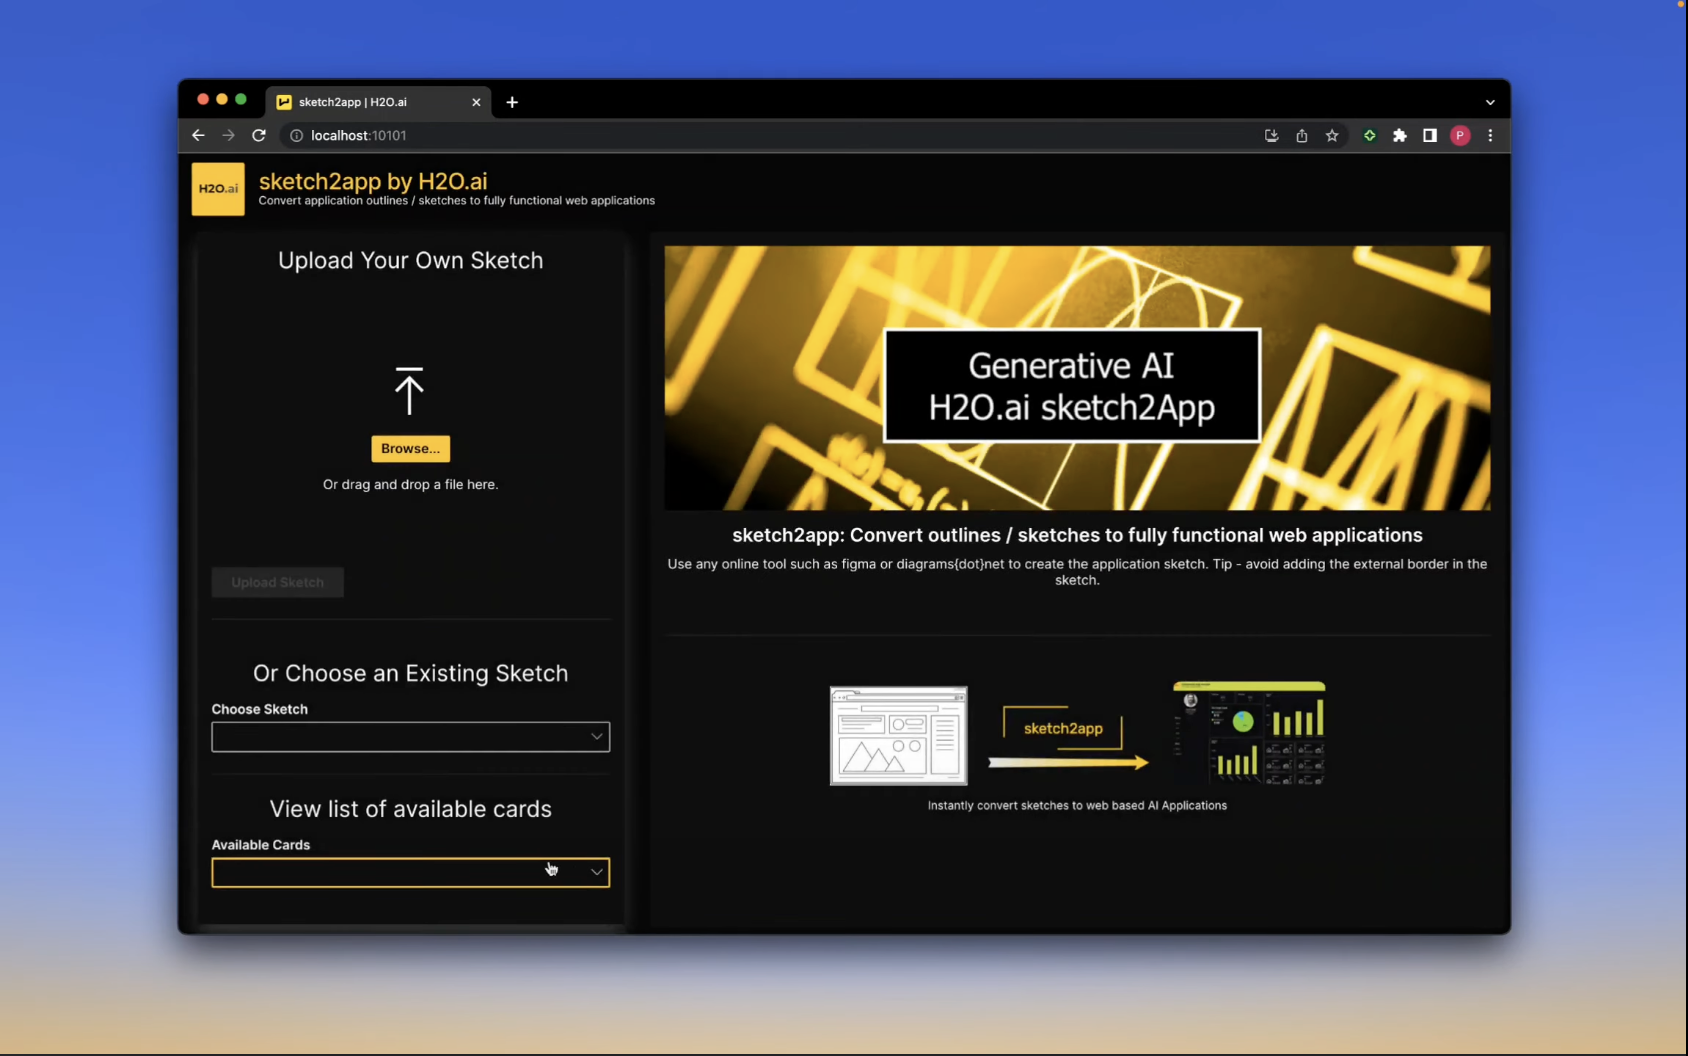 sketch2app | H2O.ai
localhost:10101
P
H2O.ai
sketch2app by H2O.ai
Convert application outlines / sketches to fully functional web applications
Upload Your Own Sketch
Browse...
Or drag and drop a file here.
Upload Sketch
Or Choose an Existing Sketch
Choose Sketch
View list of available cards
Available Cards
Generative AI
H2O.ai sketch2App
sketch2app: Convert outlines / sketches to fully functional web applications
Use any online tool such as figma or diagrams{dot}net to create the application sketch. Tip - avoid adding the external border in the
sketch.
sketch2app
Instantly convert sketches to web based AI Applications